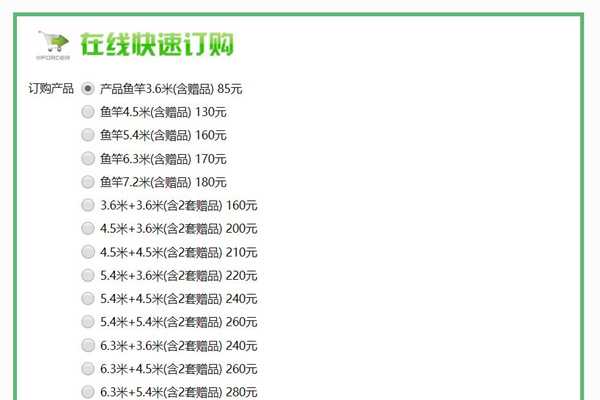 在线快速订购
订购产品 产品鱼竿3.6米(含赠品) 85元
鱼竿4.5米(含赠品) 130元
鱼竿5.4米(含赠品) 160元
鱼竿6.3米(含赠品) 170元
鱼竿7.2米(含赠品) 180元
3.6米+3.6米(含2套赠品) 160元
4.5米+3.6米(含2套赠品) 200元
4.5米+4.5米(含2套赠品) 210元
5.4米+3.6米(含2套赠品) 220元
5.4米+4.5米(含2套赠品) 240元
5.4米+5.4米(含2套赠品) 260元
6.3米+3.6米(含2套赠品) 240元
6.3米+4.5米(含2套赠品) 260元
6.3米+5.4米(含2套赠品) 280元